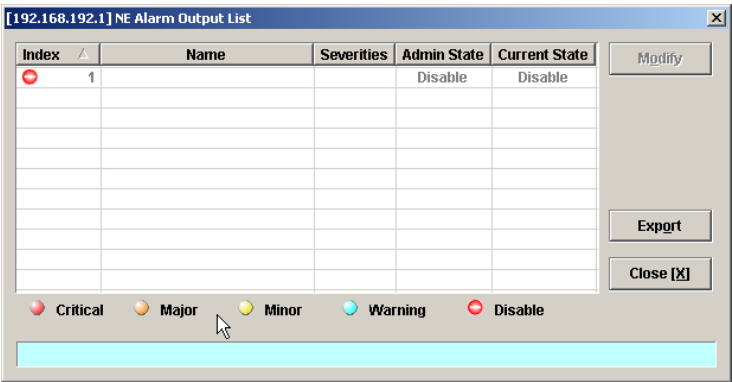 [192.168.192.1] NE Alarm Output List
Index Name Severities Admin State Current State
1 Disable Disable
Modify
Export
Close [X]
Critical Major Minor Warning Disable